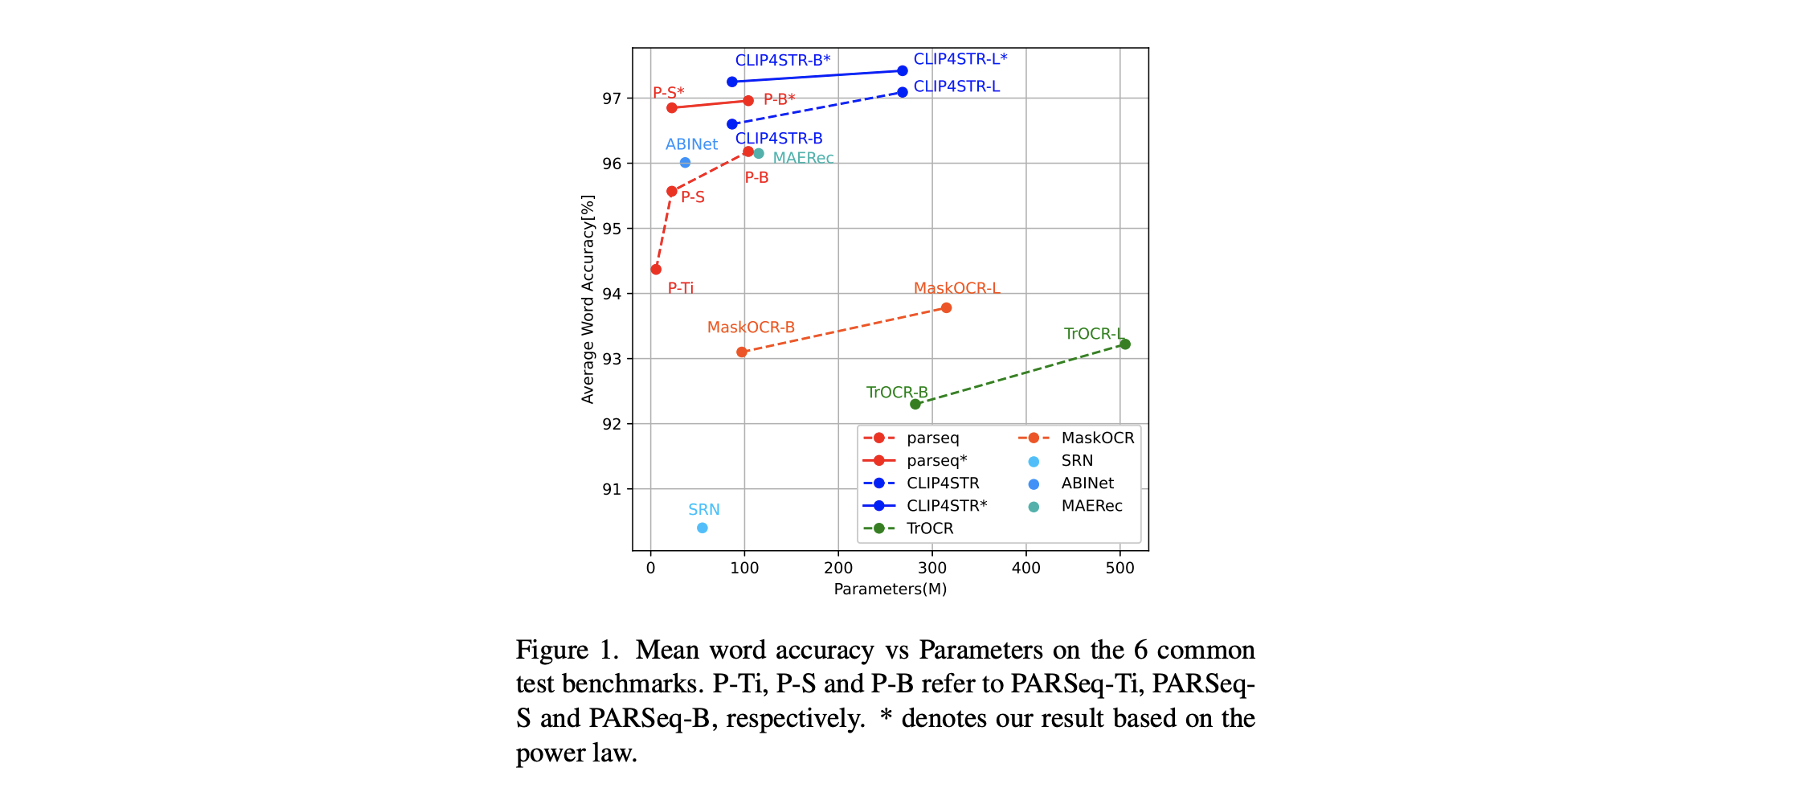 CLIP4STR-B*
CLIP4STR-L*
CLIP4STR-L
P-S*
P-B*
CLIP4STR-B
ABINet
MAERec
P-B
P-S
P-Ti
MaskOCR-L
MaskOCR-B
TrOCR-L
TrOCR-B
SRN
97
96
95
94
93
92
91
Average Word Accuracy[%]
parseq
parseq*
CLIP4STR
CLIP4STR*
TrOCR
MaskOCR
SRN
ABINet
MAERec
0 100 200 300 400 500
Parameters(M)
Figure 1. Mean word accuracy vs Parameters on the 6 common
test benchmarks. P-Ti, P-S and P-B refer to PARSeq-Ti, PARSeq-
S and PARSeq-B, respectively. * denotes our result based on the
power law.